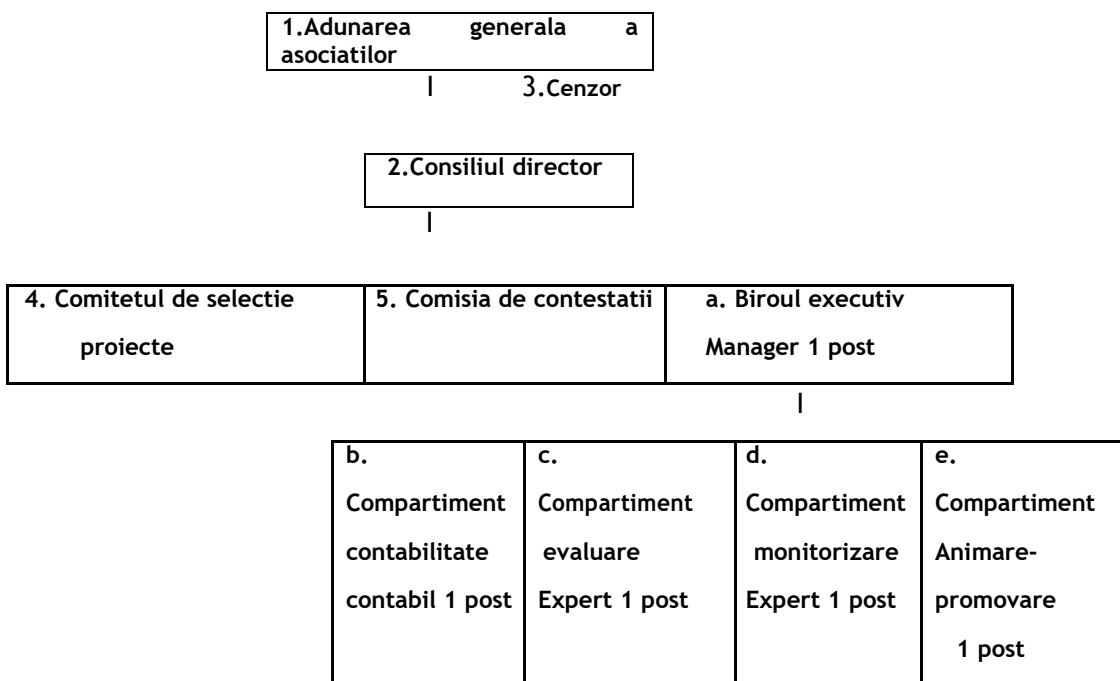 1.Adunarea generala a
asociatilor
3.Cenzor
2.Consiliul director
4. Comitetul de selectie
proiecte
5. Comisia de contestatii
a. Biroul executiv
Manager 1 post
b.
Compartiment
contabilitate
contabil 1 post
c.
Compartiment
evaluare
Expert 1 post
d.
Compartiment
monitorizare
Expert 1 post
e.
Compartiment
Animare-
promovare
1 post